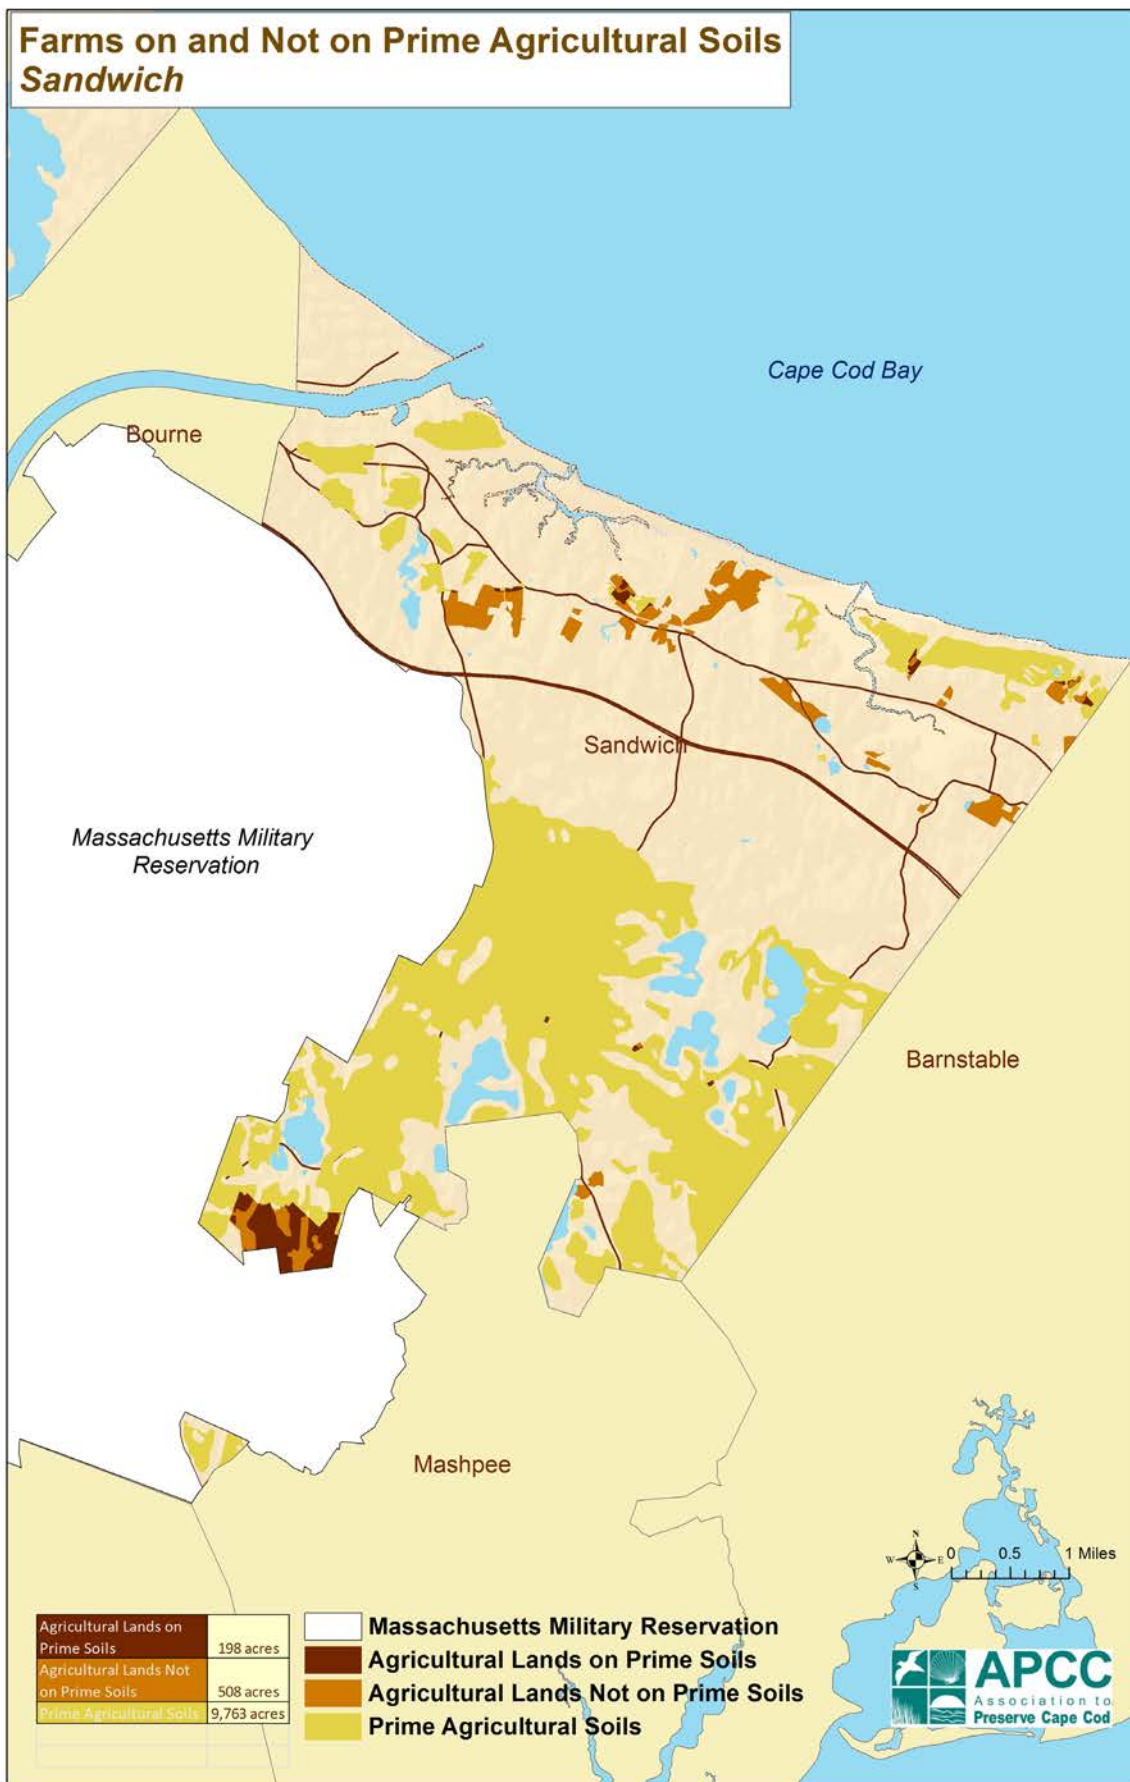 Farms on and Not on Prime Agricultural Soils
Sandwich
Cape Cod Bay
Bourne
Sandwich
Massachusetts Military
Reservation
Barnstable
Mashpee
N
W E
S
0 0.5 1 Miles
Agricultural Lands on
Prime Soils 198 acres
Agricultural Lands Not
on Prime Soils 508 acres
Prime Agricultural Soils 9,763 acres
Massachusetts Military Reservation
Agricultural Lands on Prime Soils
Agricultural Lands Not on Prime Soils
Prime Agricultural Soils
APCC
Association to
Preserve Cape Cod